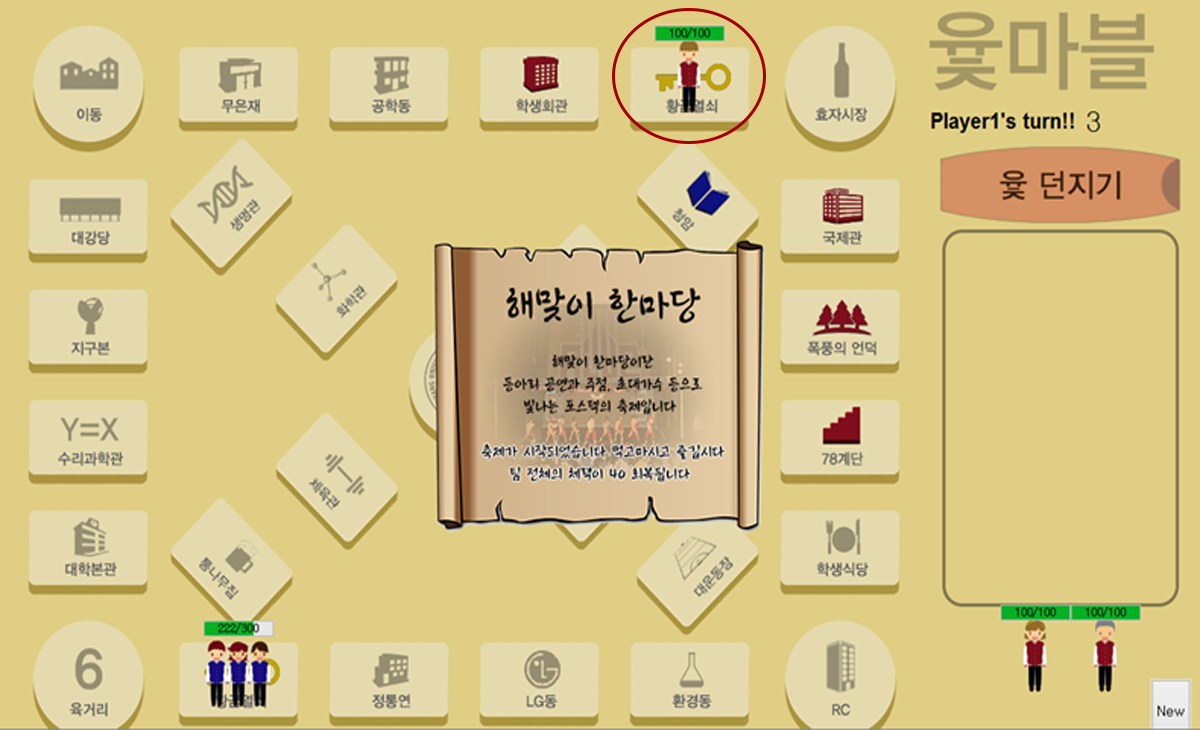 윷마블
Player1's turn!! 3
윷 던지기
100/100
이동
무은재
공학동
학생회관
황금열쇠
효자시장
대강당
생명관
청암
국제관
지구본
화학관
폭풍의 언덕
해맞이 한마당
해맞이 한마당이란
동아리 공연과 주점, 초대가수 등으로
빛나는 포스텍의 축제입니다
축제가 시작되었습니다. 먹고마시고 즐깁시다
팀 전체의 체력이 40 회복됩니다
Y=X
수리과학관
체육관
78계단
대학본관
통나무집
대운동장
학생식당
222/300
100/100
100/100
6
육거리
황금열쇠
정통연
LG
LG동
환경동
RC
New